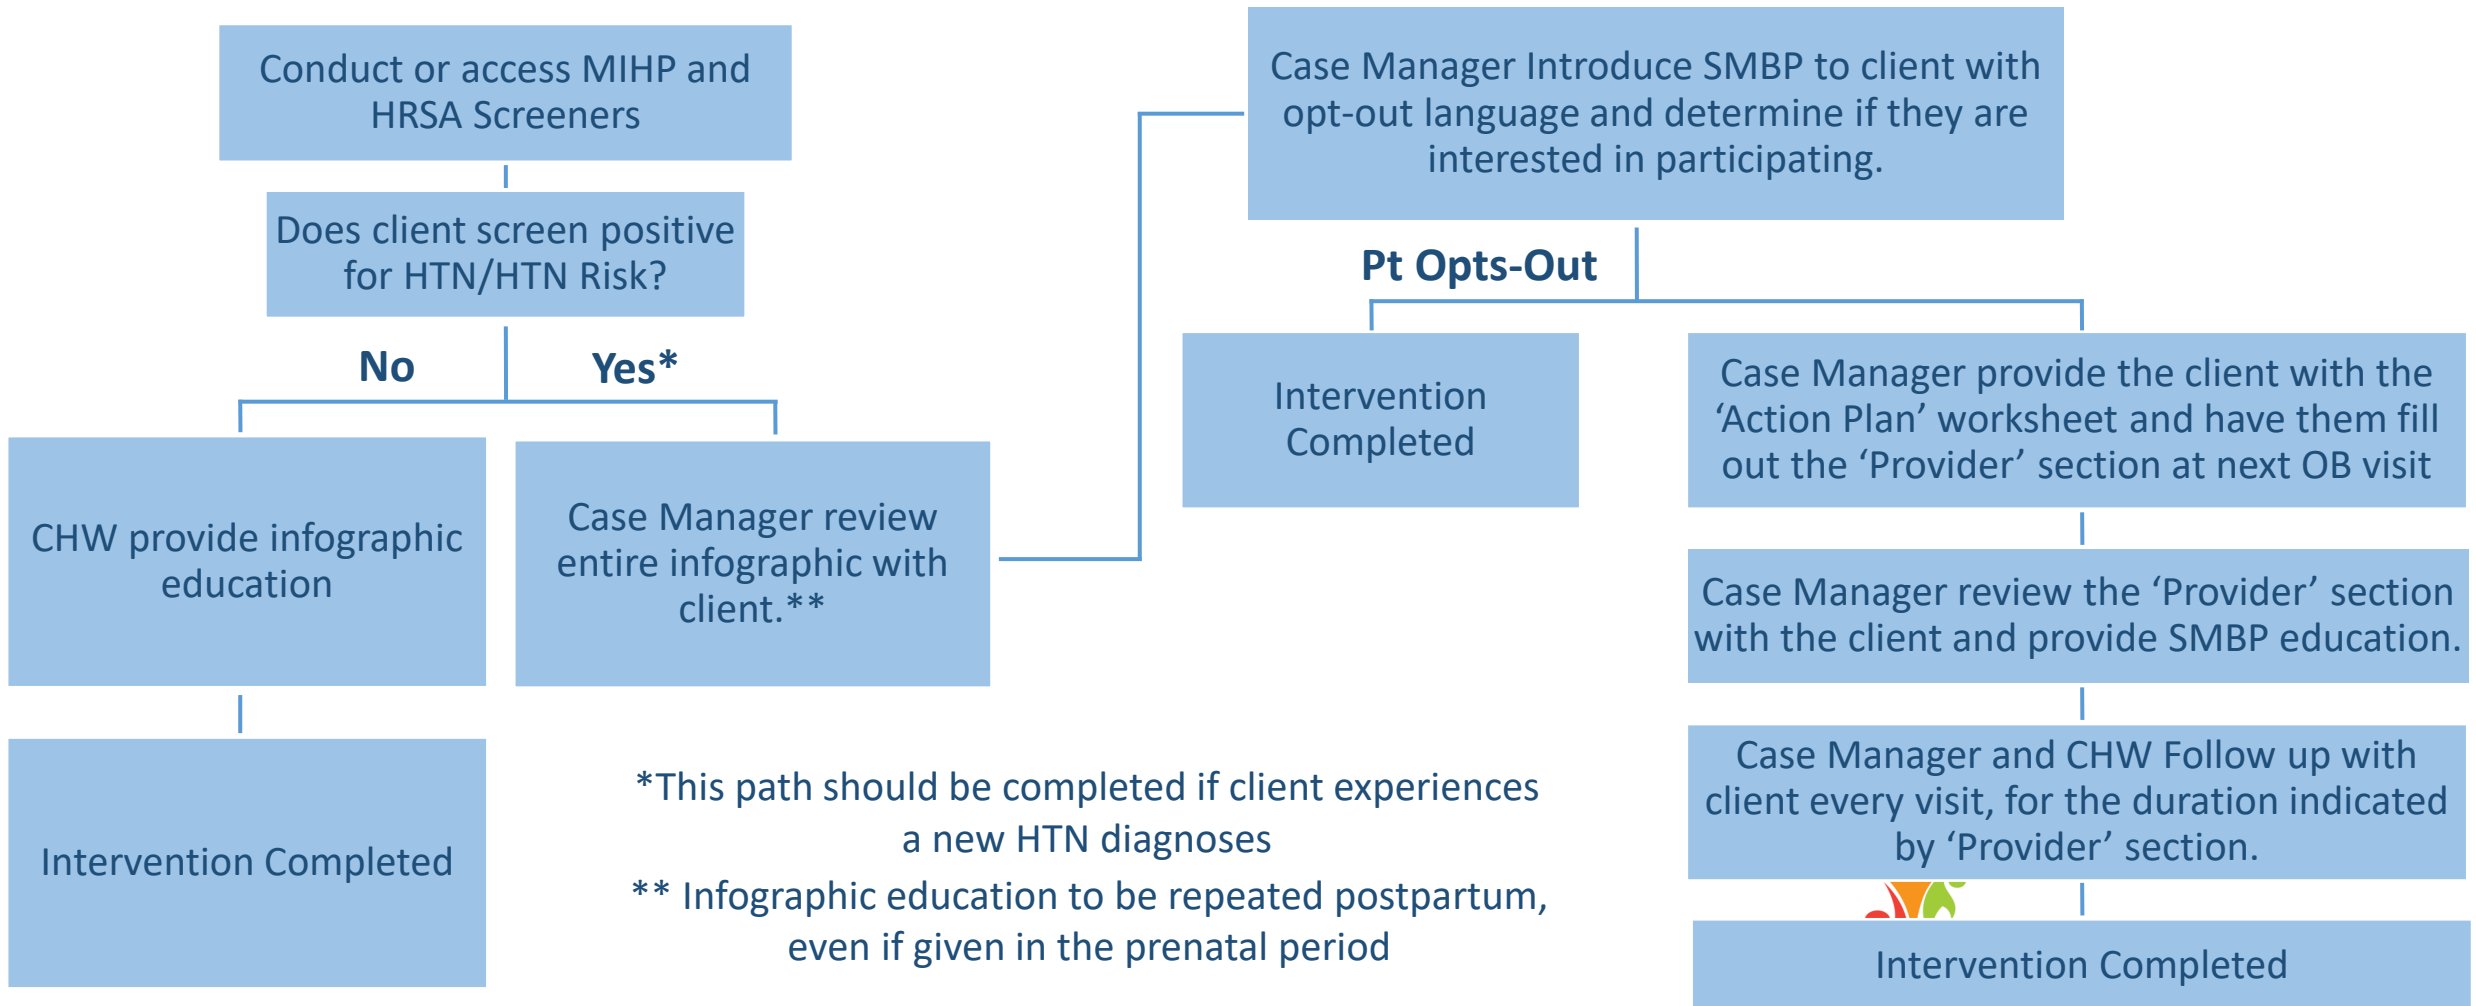 Conduct or access MIHP and
HRSA Screeners
Does client screen positive
for HTN/HTN Risk?
No
Yes*
CHW provide infographic
education
Intervention Completed
Case Manager review
entire infographic with
client.**
Case Manager Introduce SMBP to client with
opt-out language and determine if they are
interested in participating.
Pt Opts-Out
Intervention
Completed
Case Manager provide the client with the
‘Action Plan’ worksheet and have them fill
out the ‘Provider’ section at next OB visit
Case Manager review the ‘Provider’ section
with the client and provide SMBP education.
Case Manager and CHW Follow up with
client every visit, for the duration indicated
by ‘Provider’ section.
Intervention Completed
*This path should be completed if client experiences
a new HTN diagnoses
** Infographic education to be repeated postpartum,
even if given in the prenatal period